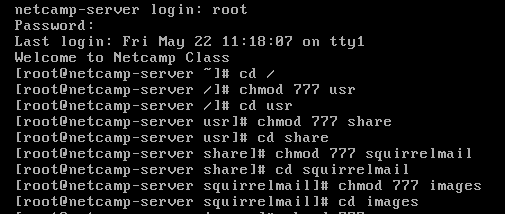 netcamp-server login: root
Password:
Last login: Fri May 22 11:18:07 on tty1
Welcome to Netcamp Class
[root@netcamp-server ~]# cd /
[root@netcamp-server /]# chmod 777 usr
[root@netcamp-server /]# cd usr
[root@netcamp-server usr]# chmod 777 share
[root@netcamp-server usr]# cd share
[root@netcamp-server share]# chmod 777 squirrelmail
[root@netcamp-server share]# cd squirrelmail
[root@netcamp-server squirrelmail]# chmod 777 images
[root@netcamp-server squirrelmail]# cd images